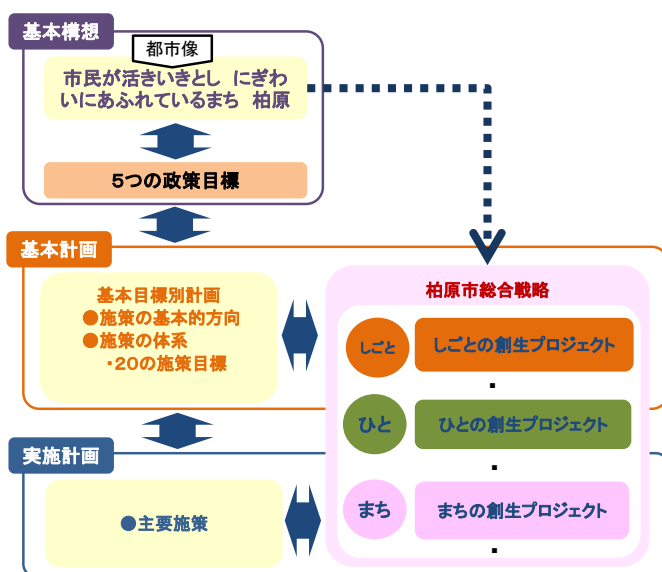 基本構想
都市像
市民が活きいきとし　にぎわ
いにあふれているまち　柏原
5つの政策目標
基本計画
基本目標別計画
●施策の基本的方向
●施策の体系
・20の施策目標
柏原市総合戦略
しごと
しごとの創生プロジェクト
・
ひと
ひとの創生プロジェクト
・
実施計画
●主要施策
まち
まちの創生プロジェクト
・